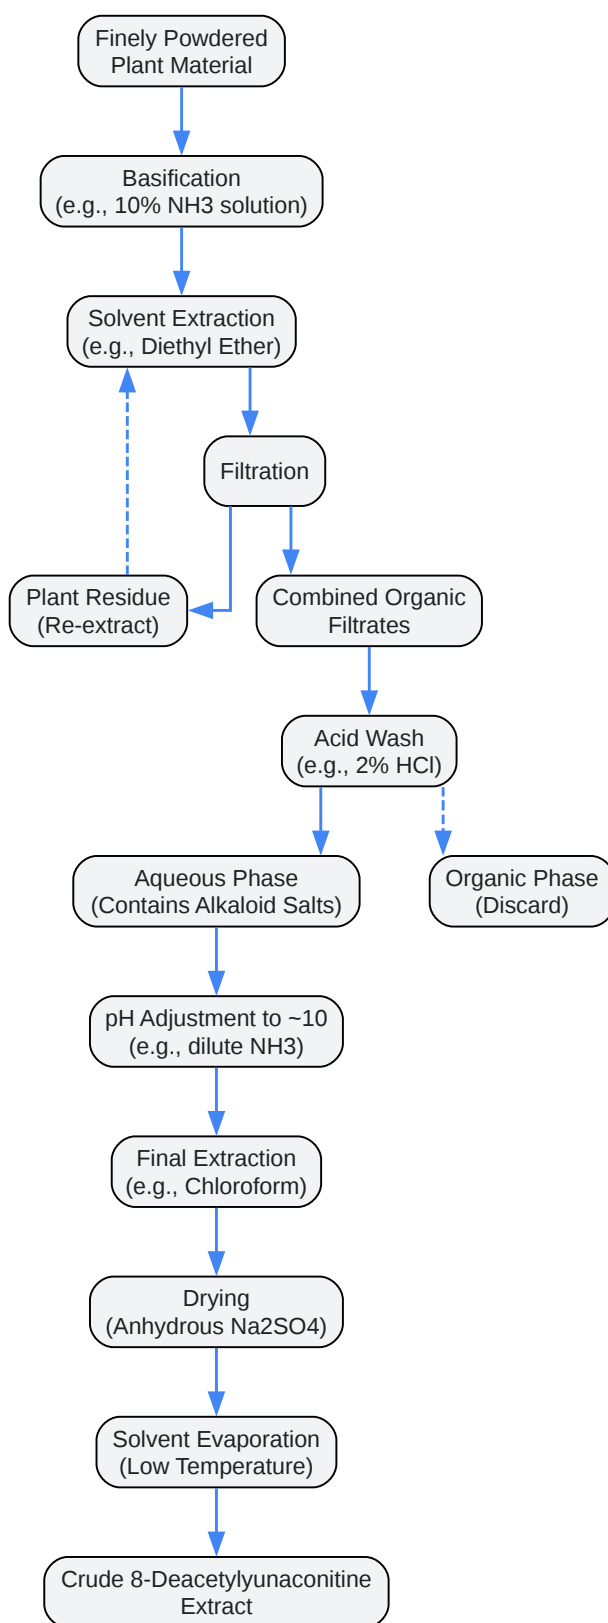 Finely Powdered
Plant Material
Basification
(e.g., 10% NH3 solution)
Solvent Extraction
(e.g., Diethyl Ether)
Filtration
Plant Residue
(Re-extract)
Combined Organic
Filtrates
Acid Wash
(e.g., 2% HCl)
Aqueous Phase
(Contains Alkaloid Salts)
Organic Phase
(Discard)
pH Adjustment to ~10
(e.g., dilute NH3)
Final Extraction
(e.g., Chloroform)
Drying
(Anhydrous Na2SO4)
Solvent Evaporation
(Low Temperature)
Crude 8-Deacetylyunaconitine
Extract